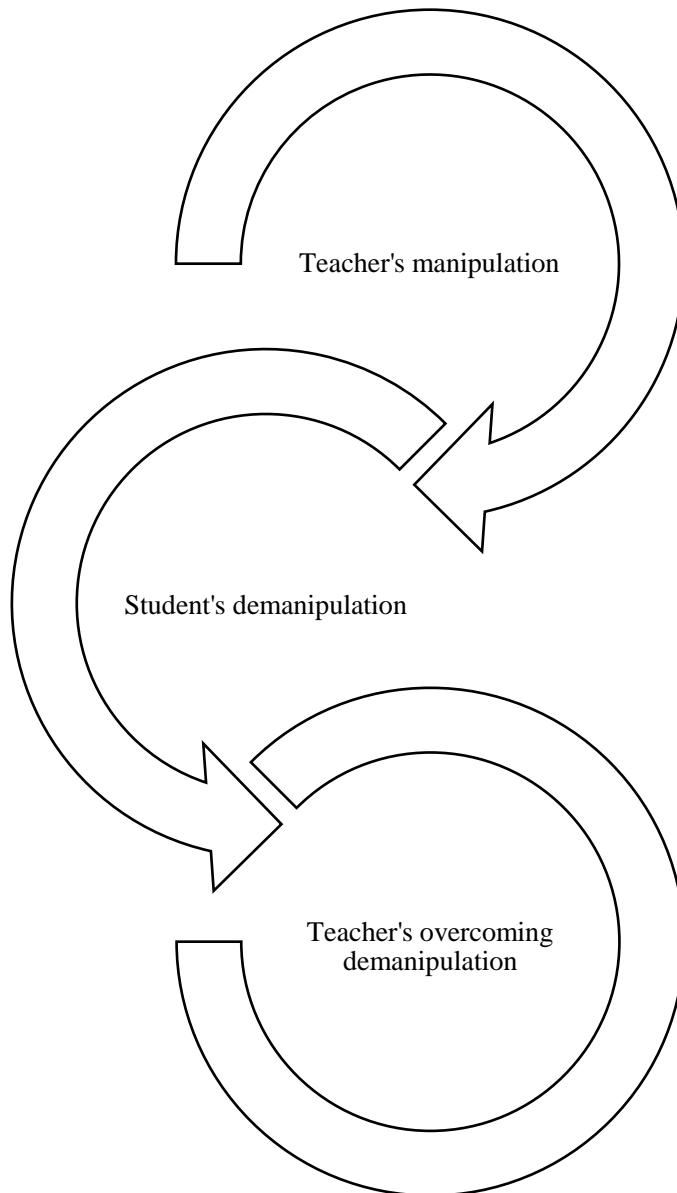 Teacher's manipulation
Student's demanipulation
Teacher's overcoming
demanipulation